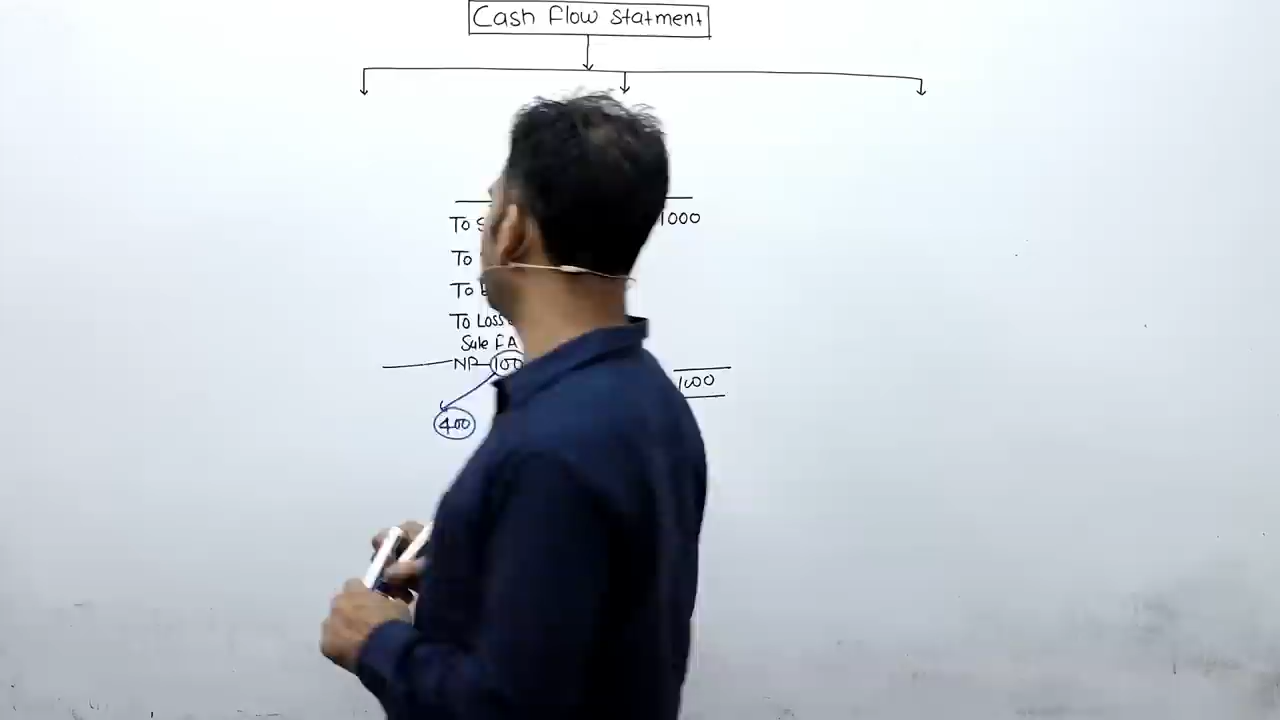 Cash Flow Statment
To 1000
To
To
To Loss
Sale F A
NP 100
1000
400